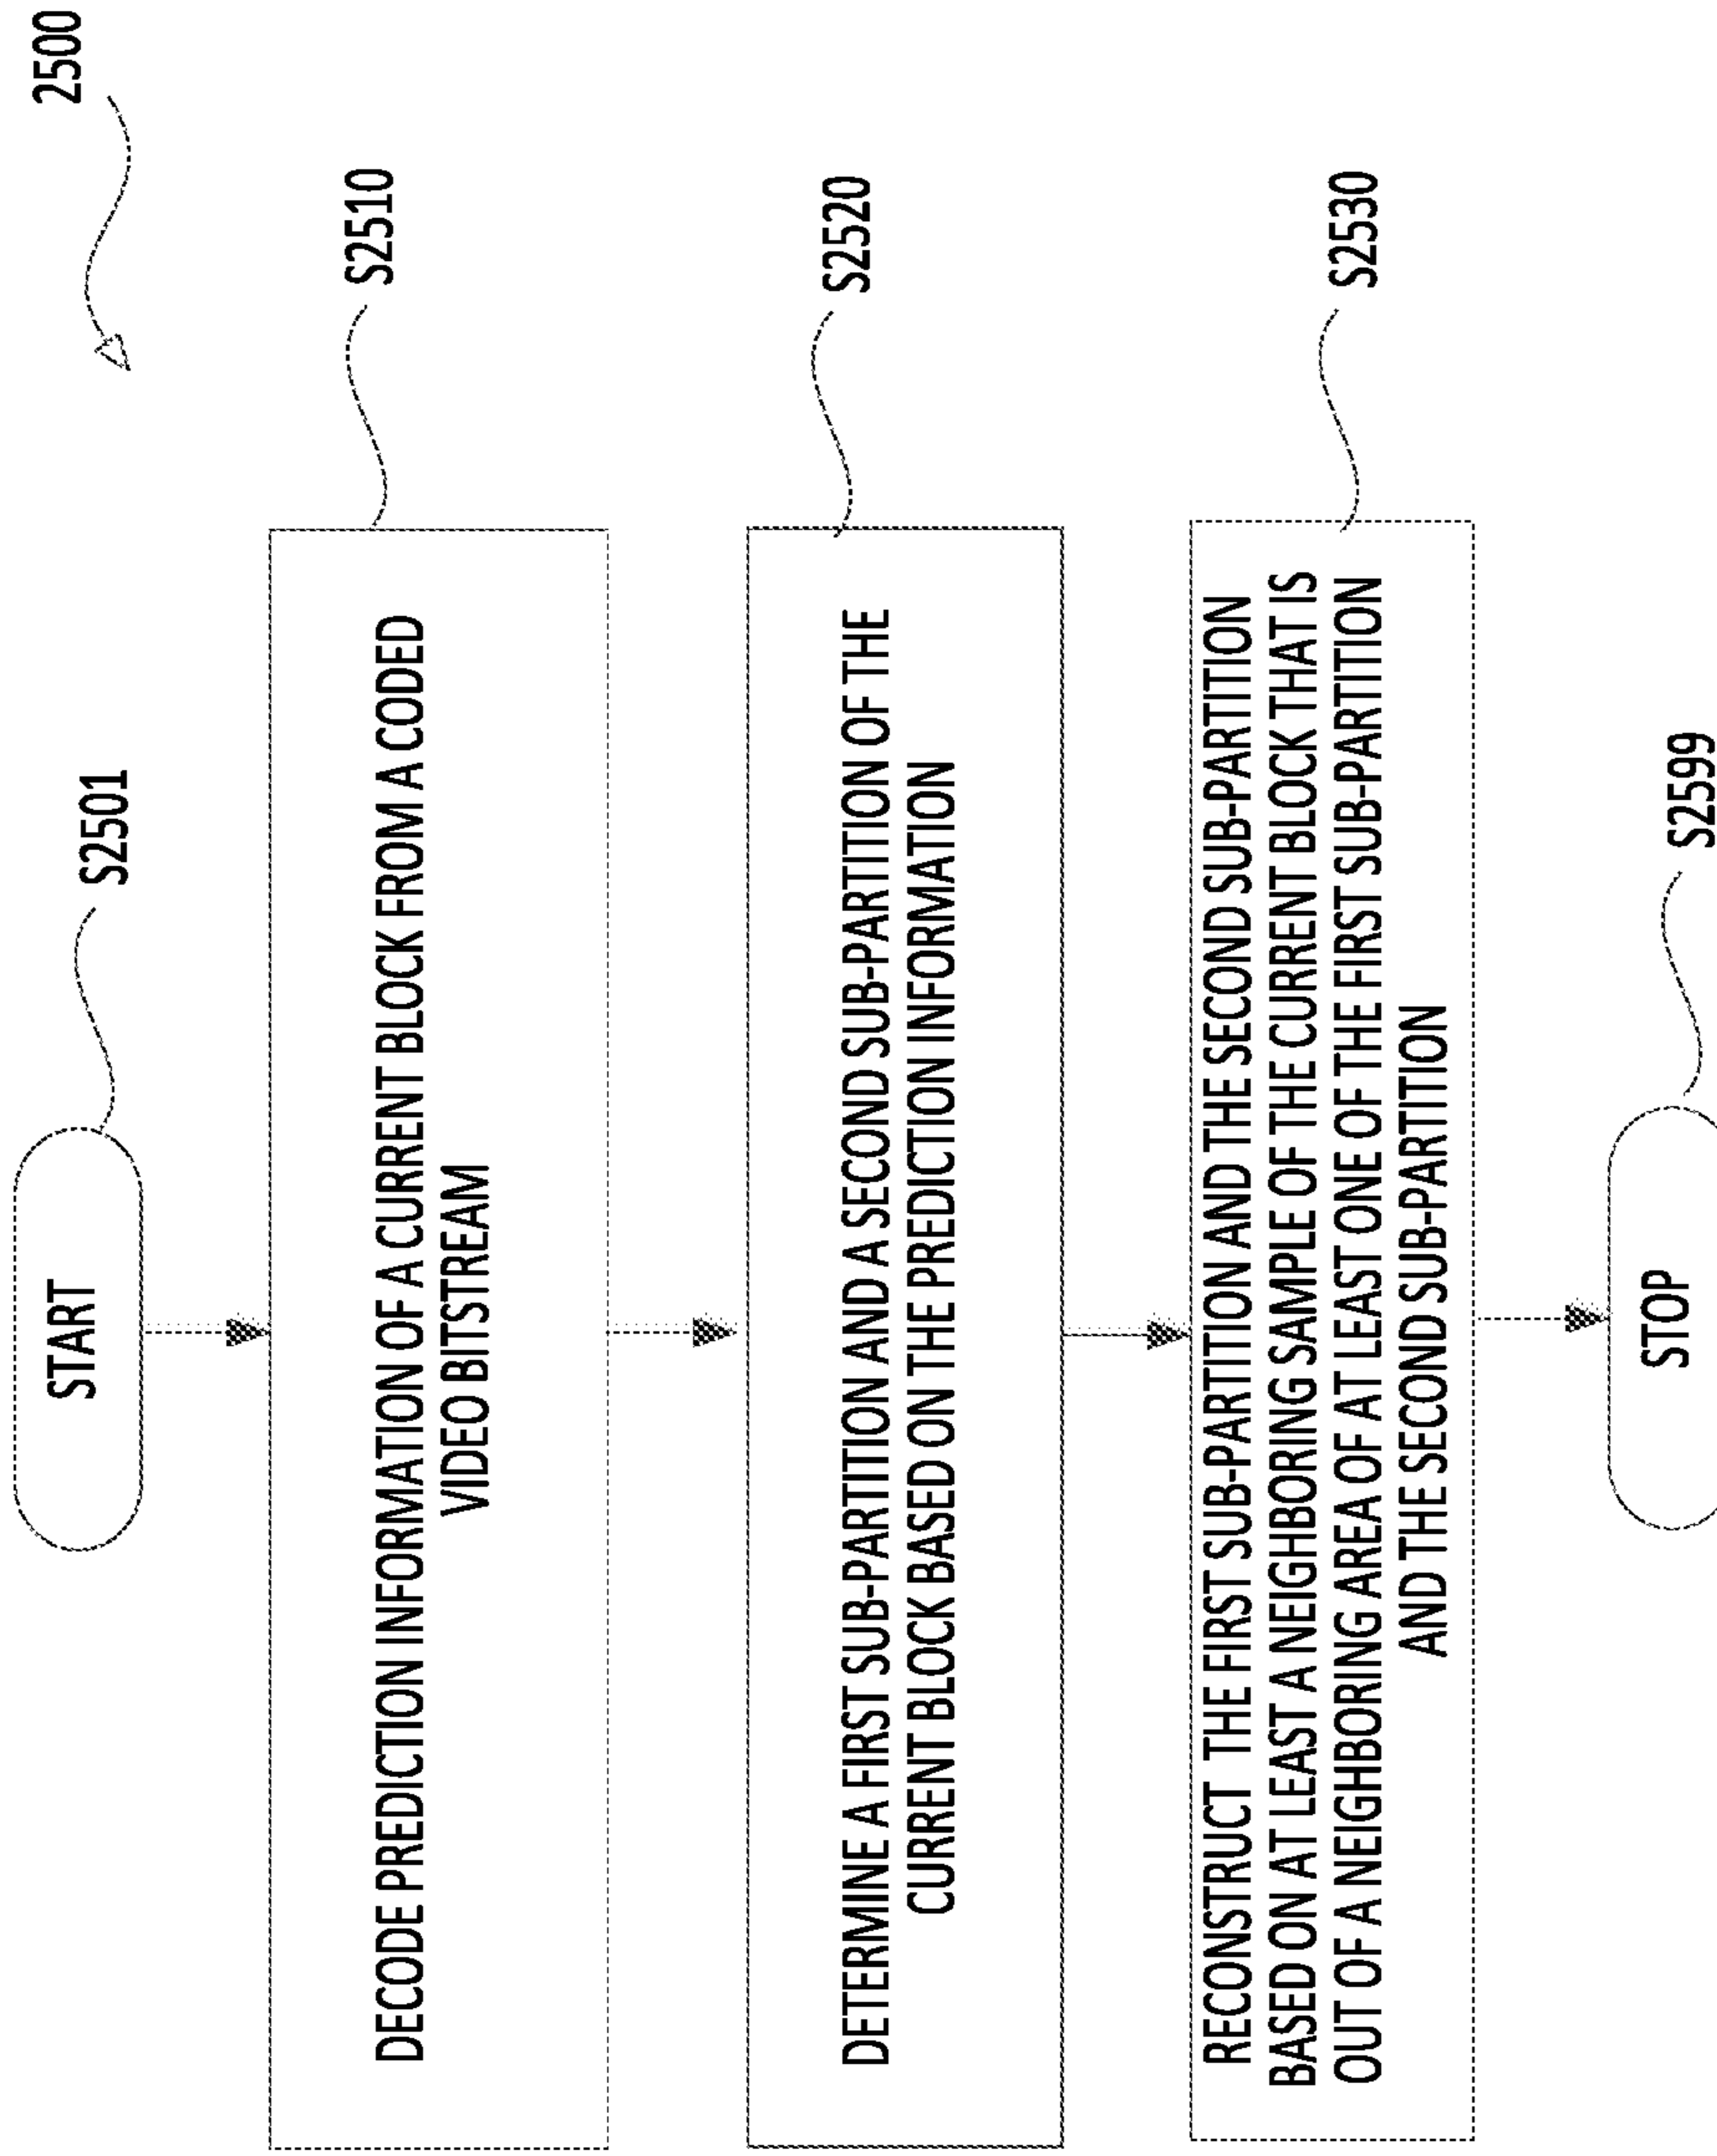 2500
START
S2501
DECODE PREDICTION INFORMATION OF A CURRENT BLOCK FROM A CODED
VIDEO BITSTREAM
S2510
DETERMINE A FIRST SUB-PARTITION AND A SECOND SUB-PARTITION OF THE
CURRENT BLOCK BASED ON THE PREDICTION INFORMATION
S2520
RECONSTRUCT THE FIRST SUB-PARTITION AND THE SECOND SUB-PARTITION
BASED ON AT LEAST A NEIGHBORING SAMPLE OF THE CURRENT BLOCK THAT IS
OUT OF A NEIGHBORING AREA OF AT LEAST ONE OF THE FIRST SUB-PARTITION
AND THE SECOND SUB-PARTITION
S2530
STOP
S2599